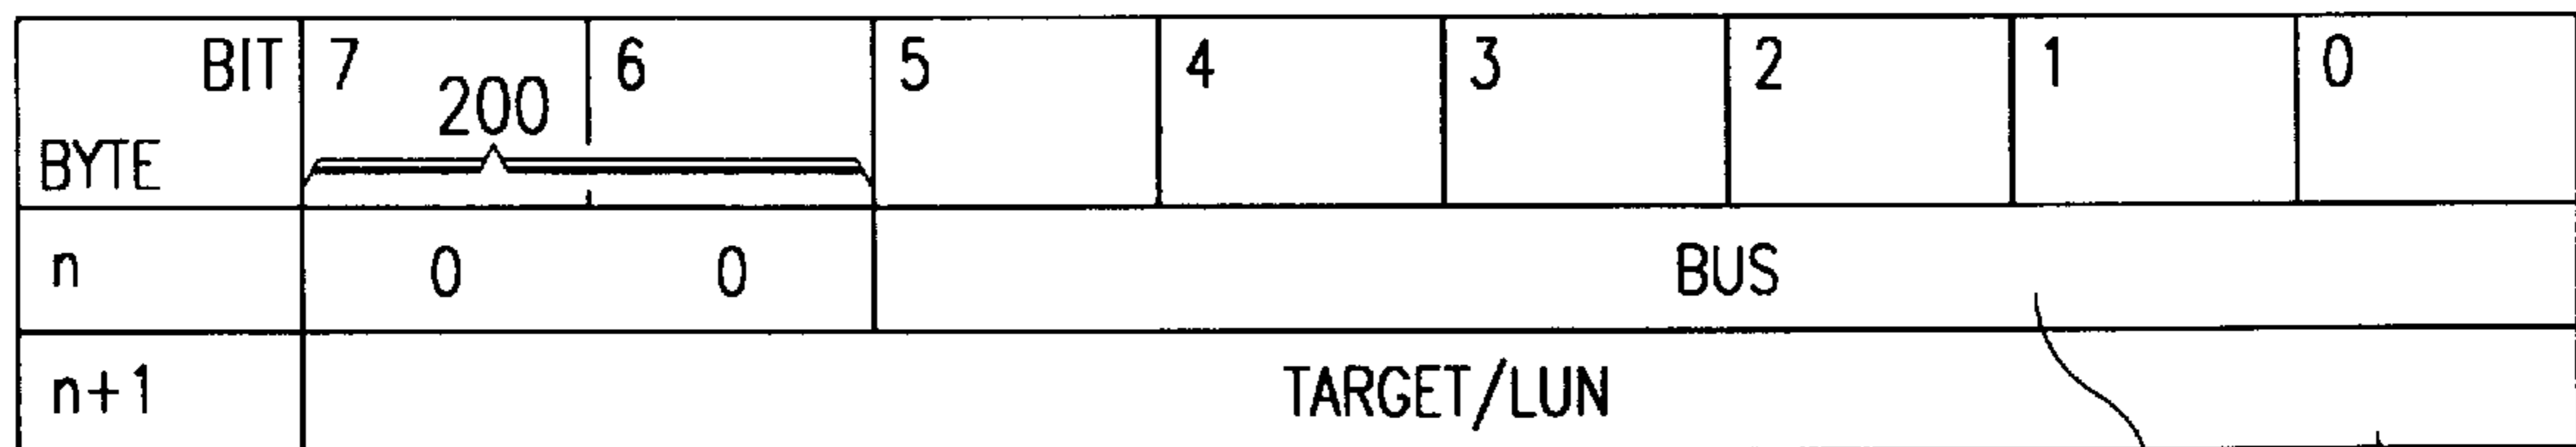 BIT 7 6 5 4 3 2 1 0
200
BYTE
n 0 0 BUS
n+1 TARGET/LUN